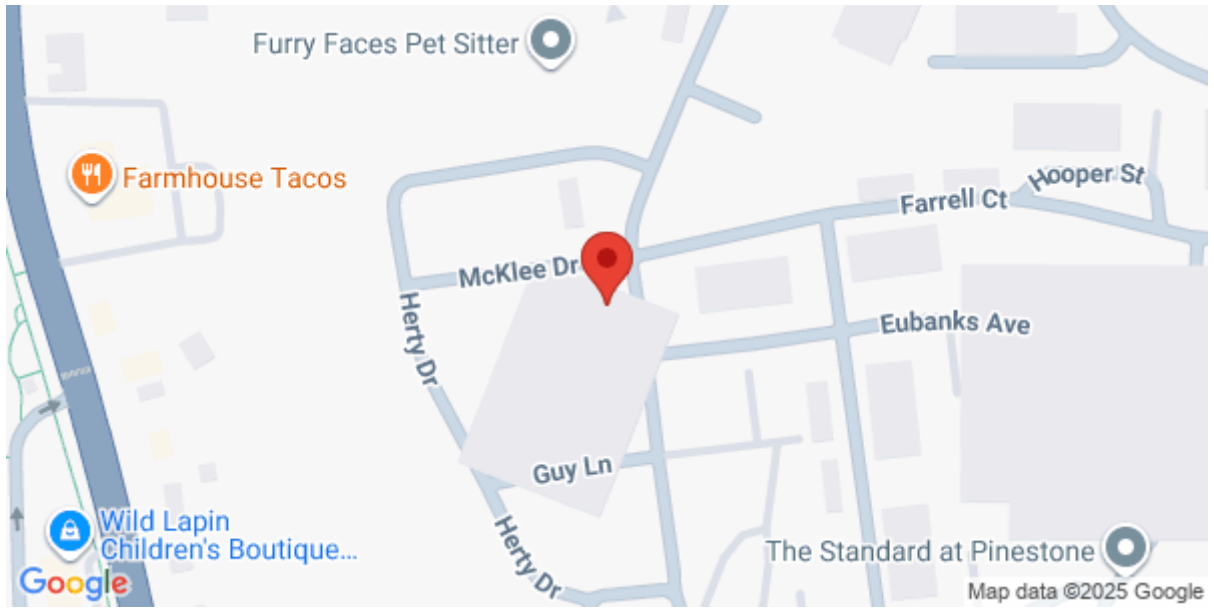 Furry Faces Pet Sitter
Farmhouse Tacos
Hooper St
Farrell Ct
McKlee Dr
Herty Dr
Eubanks Ave
Guy Ln
Wild Lapin
Children's Boutique...
Herty Dr
The Standard at Pinestone
Google
Map data ©2025 Google